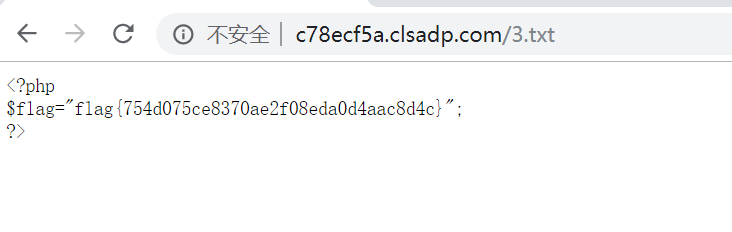 不安全 | c78ecf5a.clsadp.com/3.txt
<?php
$flag="flag{754d075ce8370ae2f08eda0d4aac8d4c}";
?>